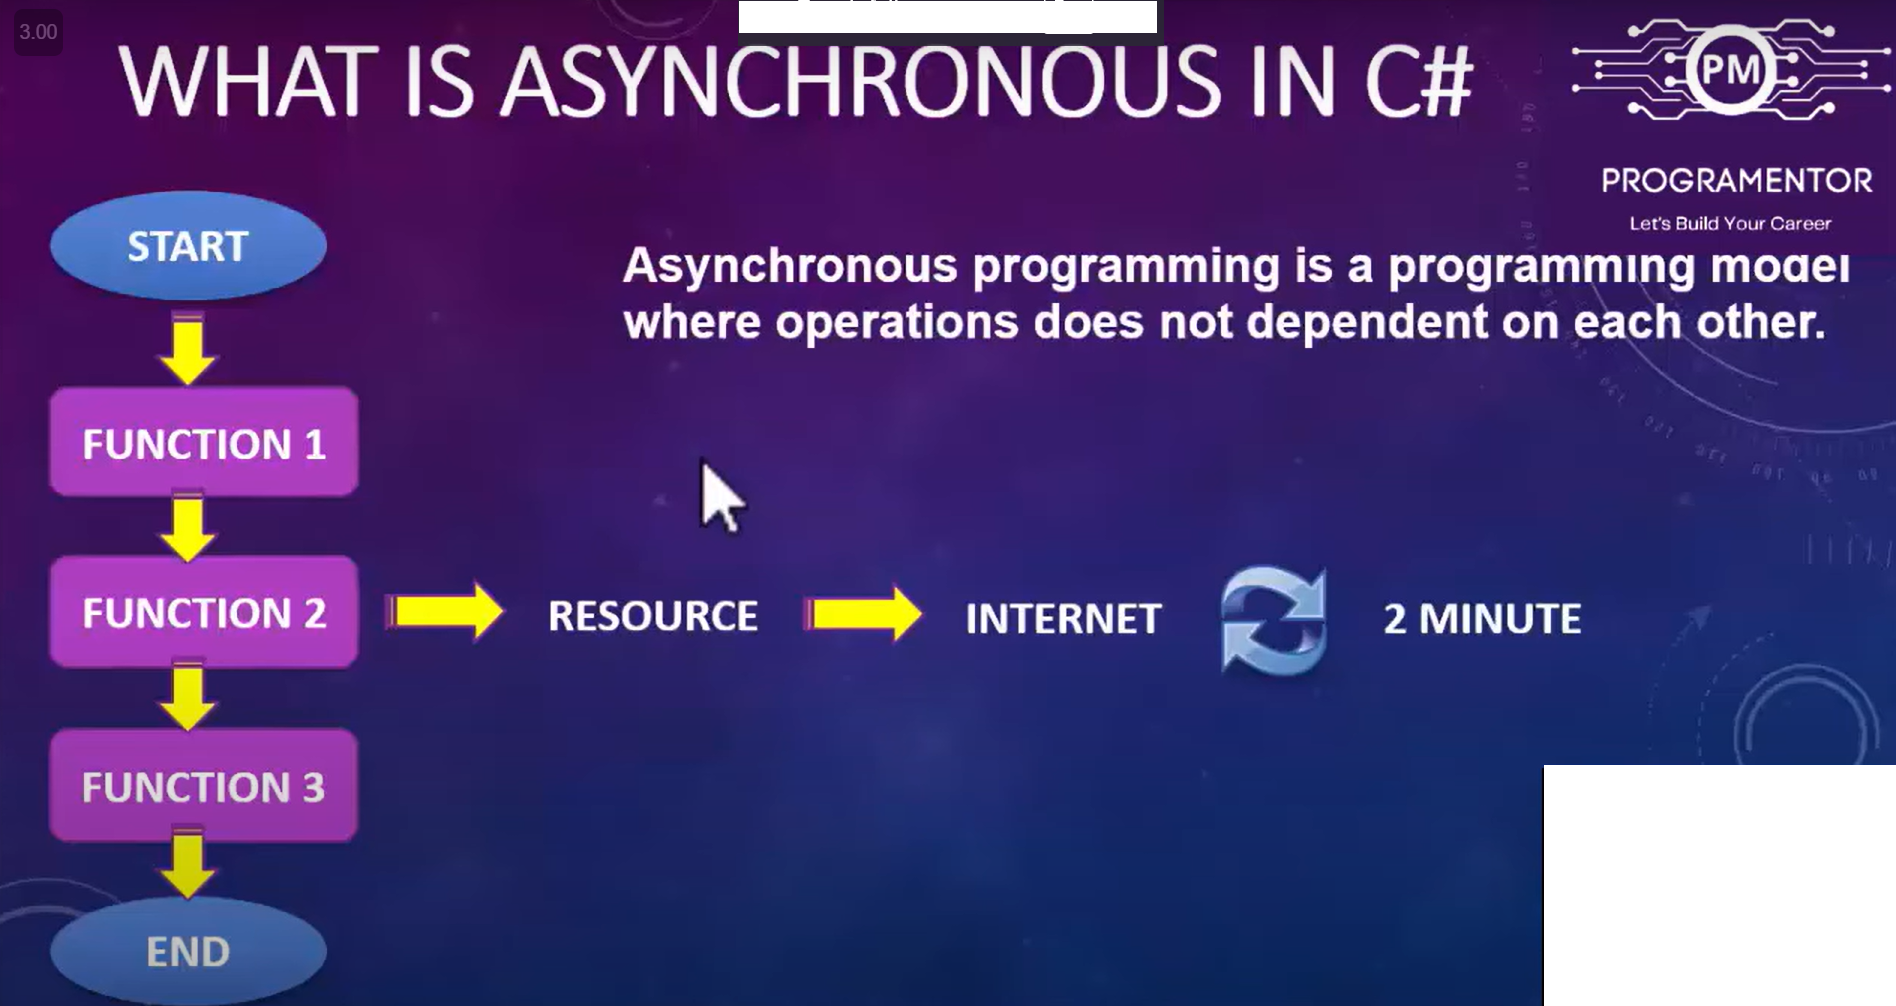 3.00
WHAT IS ASYNCHRONOUS IN C#
PM
PROGRAMENTOR
Let's Build Your Career
START
Asynchronous programming is a programming model
where operations does not dependent on each other.
FUNCTION 1
FUNCTION 2
RESOURCE
INTERNET
2 MINUTE
FUNCTION 3
END